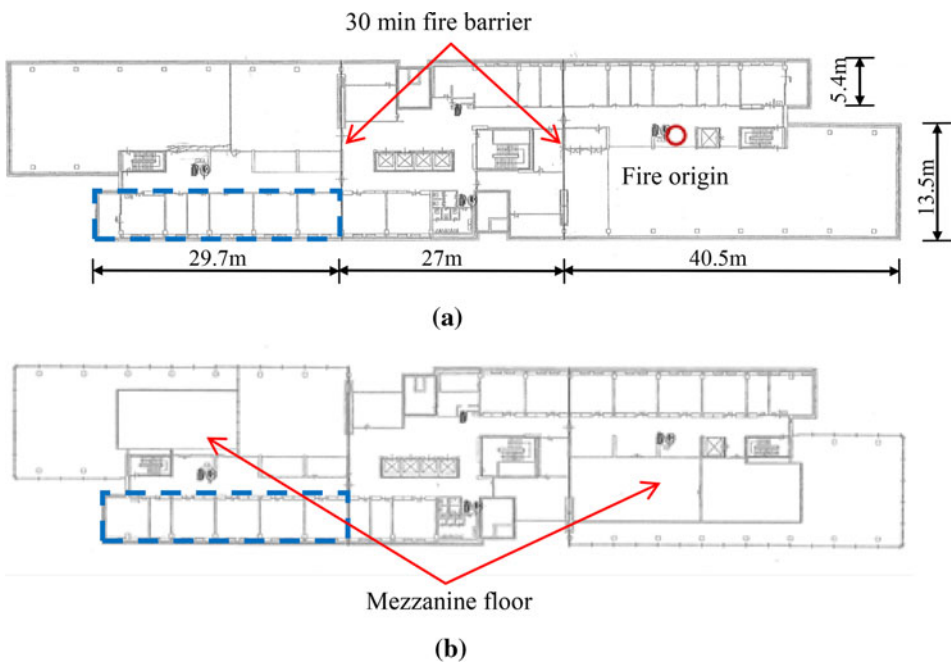 30 min fire barrier
5.4m
Fire origin
13.5m
29.7m
27m
40.5m
(a)
Mezzanine floor
(b)